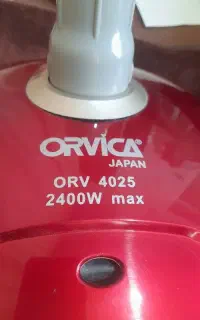 ORVICA
JAPAN
ORV 4025
2400W max